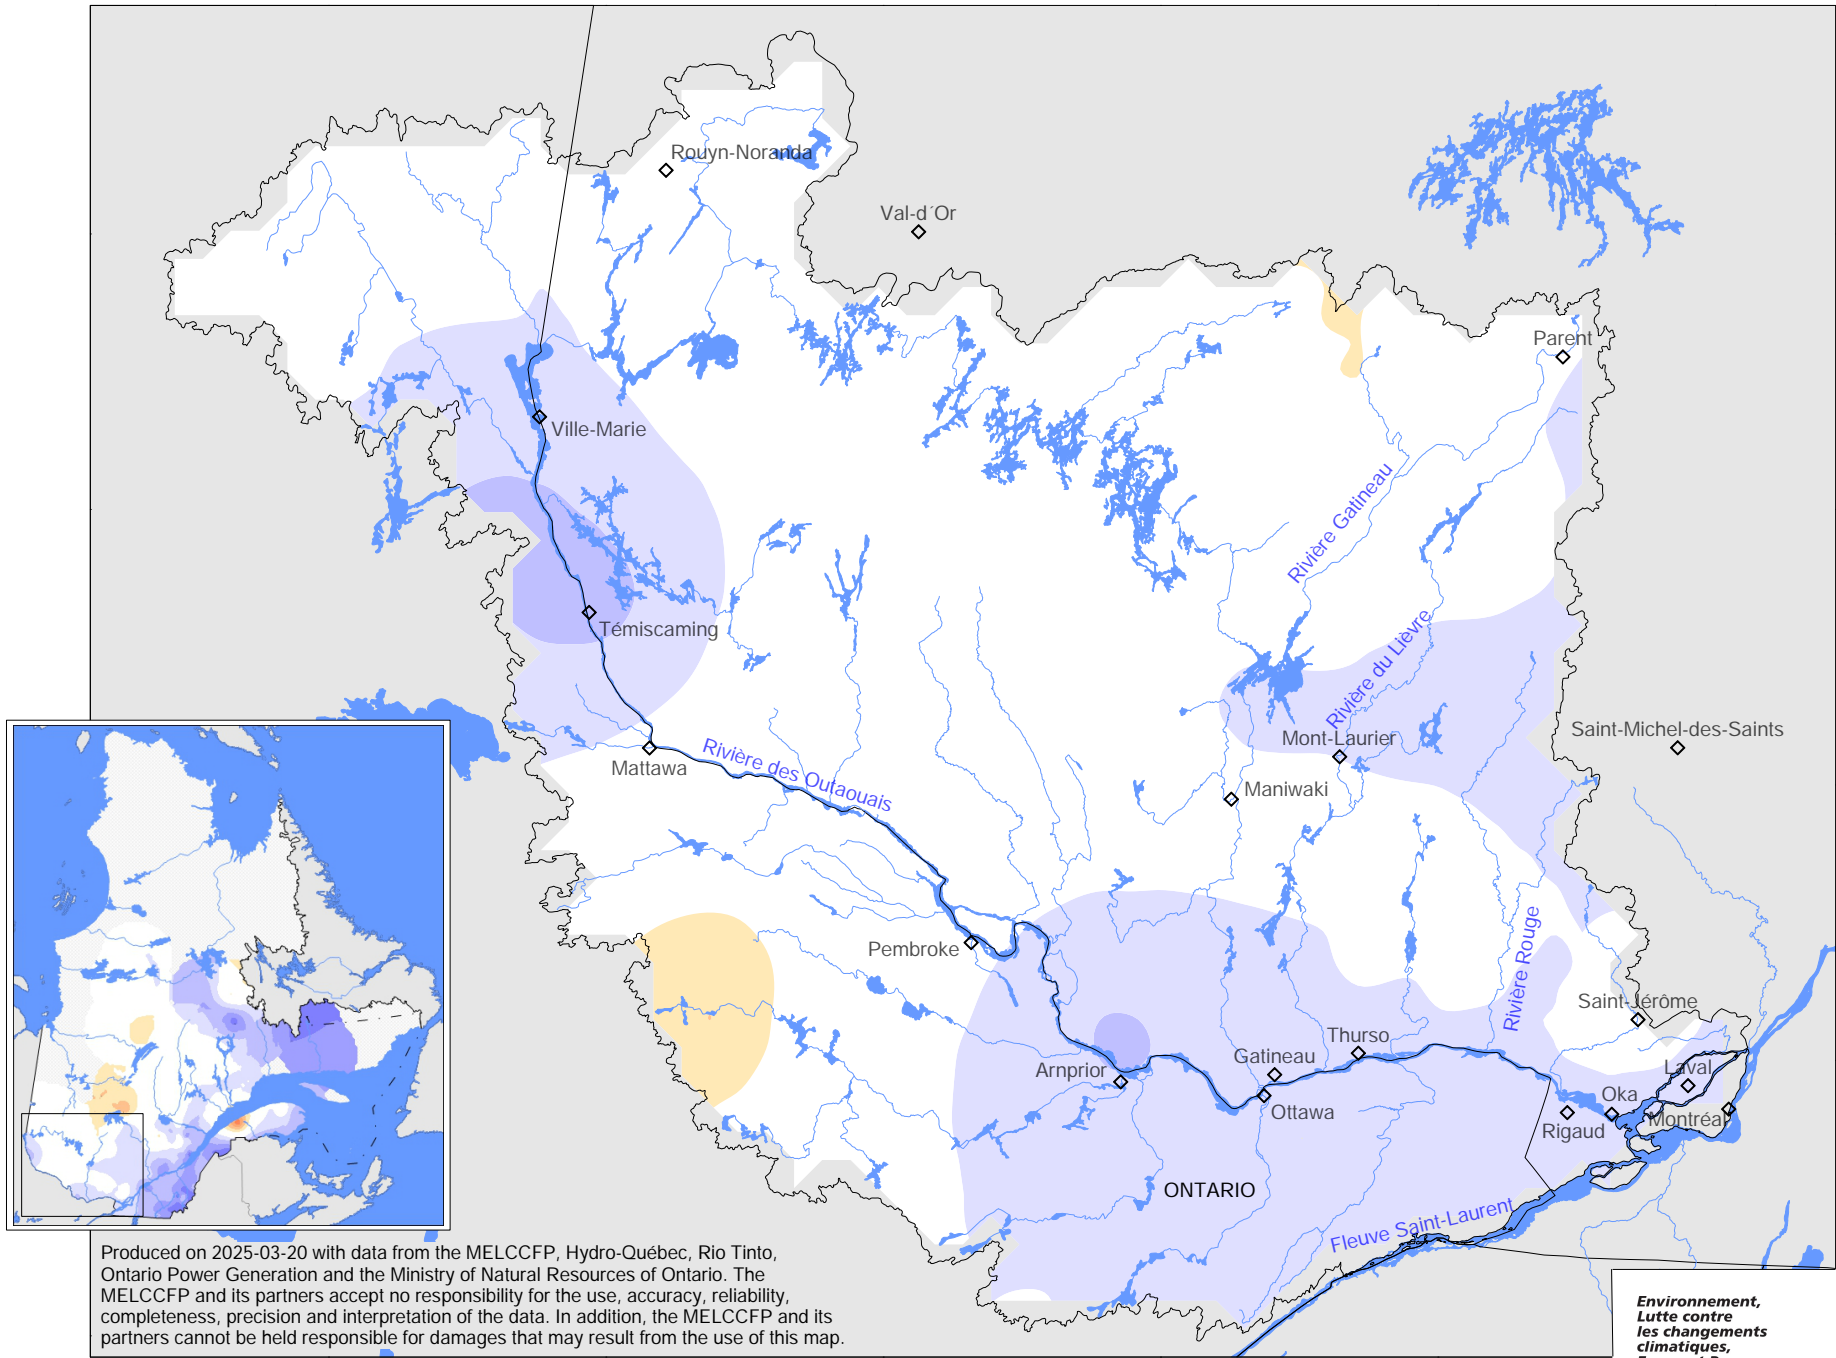 Rouyn-Noranda
Val-d´Or
Parent
Ville-Marie
Rivière Gatineau
Témiscaming
Rivière du Lièvre
Saint-Michel-des-Saints
Mont-Laurier
Mattawa
Rivière des Outaouais
Maniwaki
Pembroke
Rivière Rouge
Saint-Jérôme
Thurso
Gatineau
Arnprior
Laval
Oka
Ottawa
Montréal
Rigaud
ONTARIO
Fleuve Saint-Laurent
Produced on 2025-03-20 with data from the MELCCFP, Hydro-Québec, Rio Tinto,
Ontario Power Generation and the Ministry of Natural Resources of Ontario. The
MELCCFP and its partners accept no responsibility for the use, accuracy, reliability,
completeness, precision and interpretation of the data. In addition, the MELCCFP and its
partners cannot be held responsible for damages that may result from the use of this map.
Environnement,
Lutte contre
les changements
climatiques,